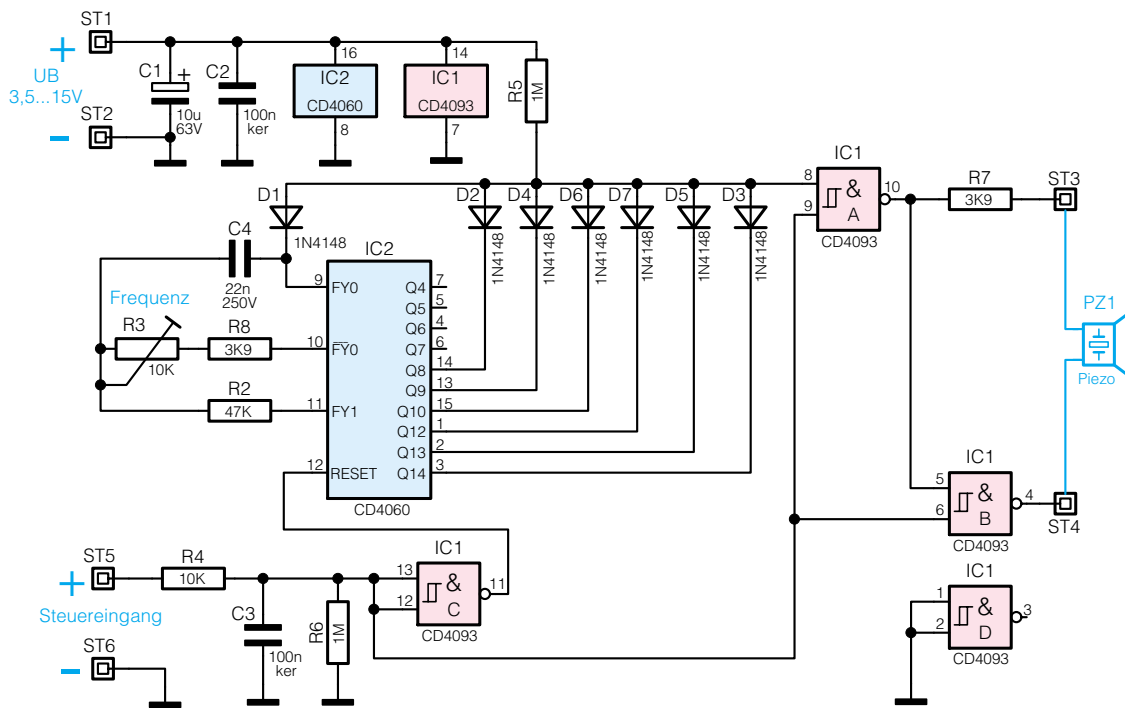 ST1
+
UB
3,5...15V
ST2
-
C1
+
10u
63V
C2
100n
ker
16
IC2
CD4060
8
14
IC1
CD4093
7
R5
1M
D1
1N4148
D2
1N4148
D4
1N4148
D6
1N4148
D7
1N4148
D5
1N4148
D3
1N4148
IC1
8
9
&
A
10
CD4093
R7
3K9
ST3
C4
22n
250V
Frequenz
R3
10K
R8
3K9
R2
47K
IC2
9 FY0
10 FY0
11 FY1
12 RESET
Q4 7
Q5 5
Q6 4
Q7 6
Q8 14
Q9 13
Q10 15
Q12 1
Q13 2
Q14 3
CD4060
PZ1
Piezo
IC1
5
6
&
B
4
CD4093
ST4
ST5
+
Steuereingang
ST6
-
R4
10K
C3
100n
ker
R6
1M
IC1
13
12
&
C
11
CD4093
IC1
1
2
&
D
3
CD4093